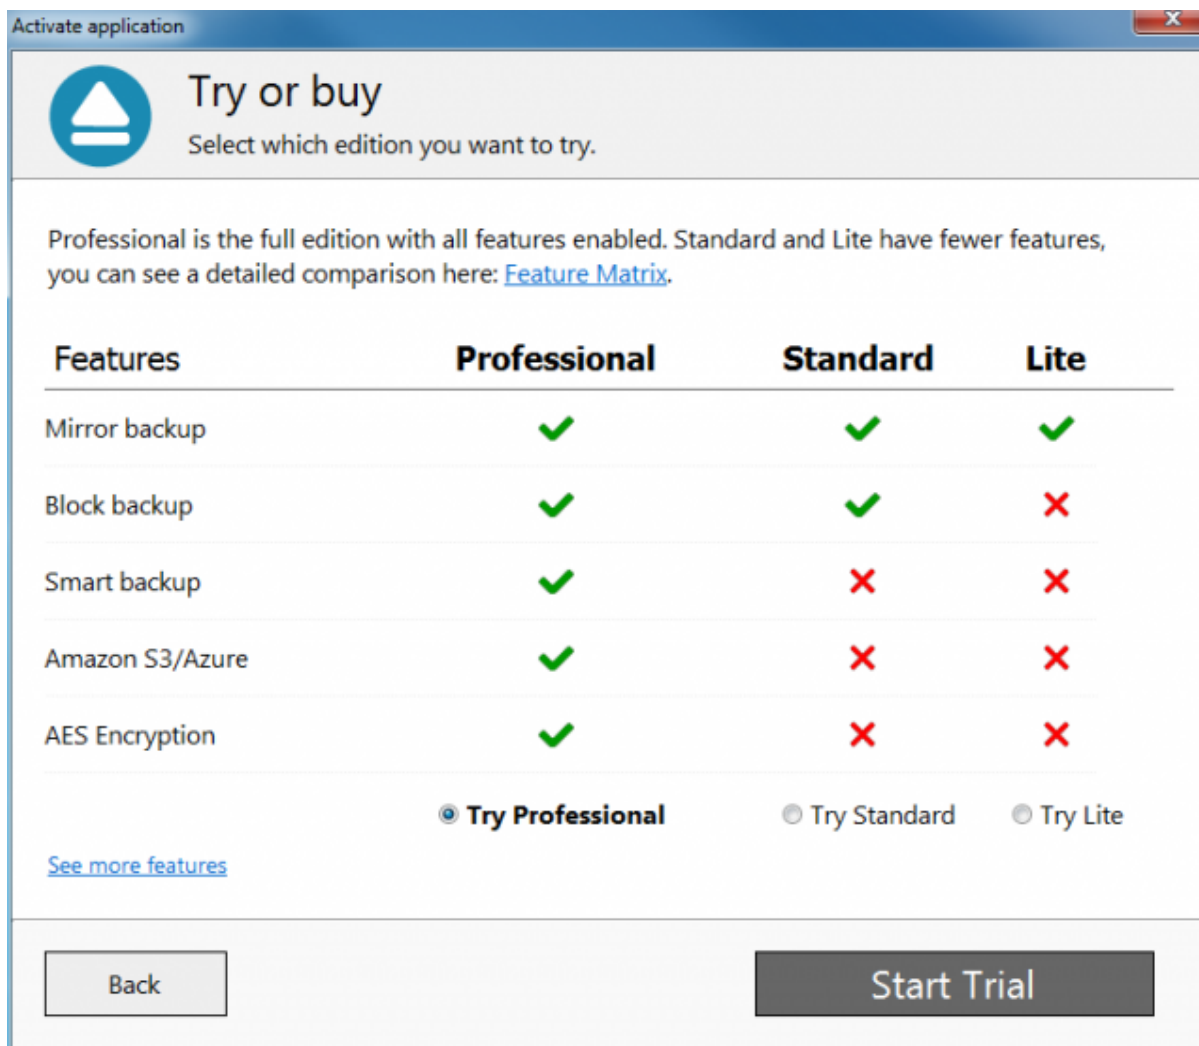 Activate application
Try or buy
Select which edition you want to try.
Professional is the full edition with all features enabled. Standard and Lite have fewer features,
you can see a detailed comparison here: Feature Matrix.
Features Professional Standard Lite
Mirror backup
Block backup
Smart backup
Amazon S3/Azure
AES Encryption
Try Professional Try Standard Try Lite
See more features
Back Start Trial